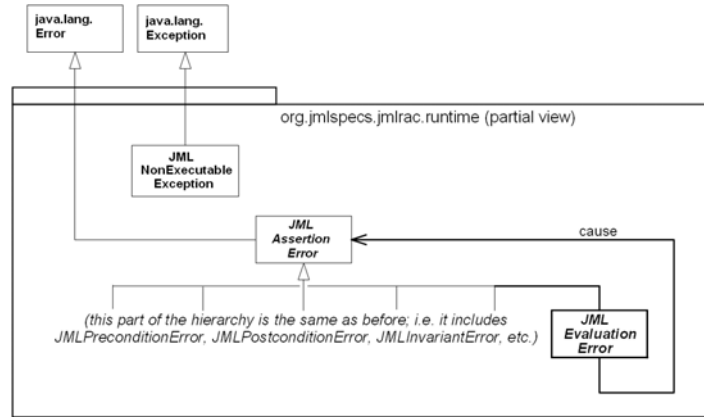 java.lang.
Error
java.lang.
Exception
org.jmlspecs.jmlrac.runtime (partial view)
JML
NonExecutable
Exception
JML
Assertion
Error
cause
(this part of the hierarchy is the same as before; i.e. it includes
JMLPreconditionError, JMLPostconditionError, JMLInvariantError, etc.)
JML
Evaluation
Error